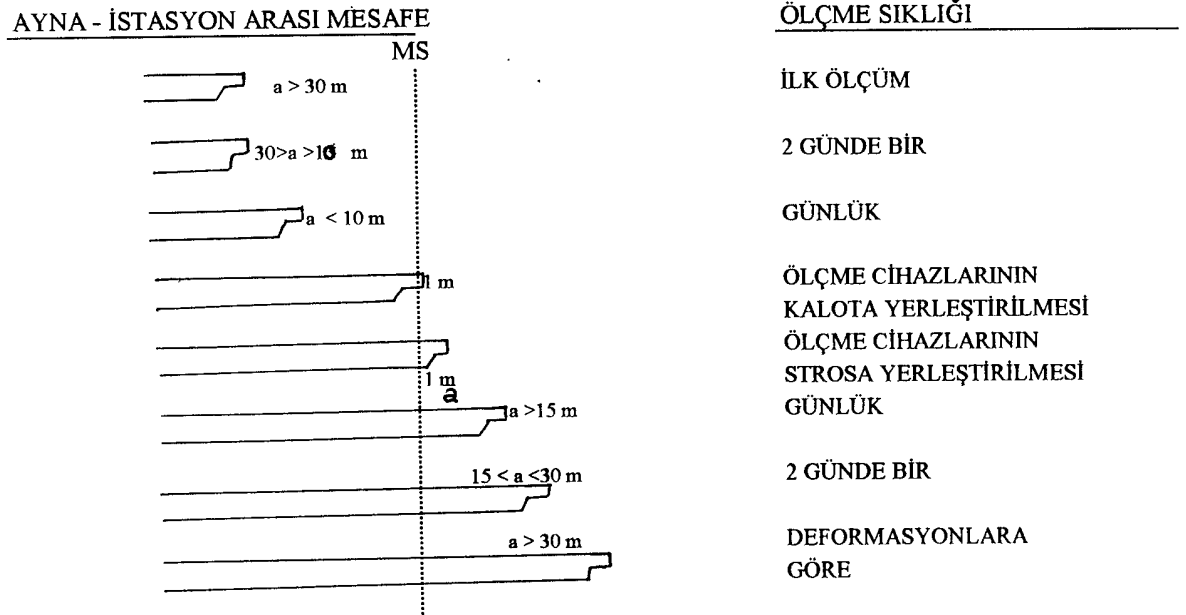 AYNA - İSTASYON ARASI MESAFE
ÖLÇME SIKLIĞI
MS
a > 30 m
İLK ÖLÇÜM
30>a >10 m
2 GÜNDE BİR
a < 10 m
GÜNLÜK
1 m
ÖLÇME CİHAZLARININ
KALOTA YERLEŞTİRİLMESİ
ÖLÇME CİHAZLARININ
STROSA YERLEŞTİRİLMESİ
1 m
a
a >15 m
GÜNLÜK
15 < a <30 m
2 GÜNDE BİR
a > 30 m
DEFORMASYONLARA
GÖRE